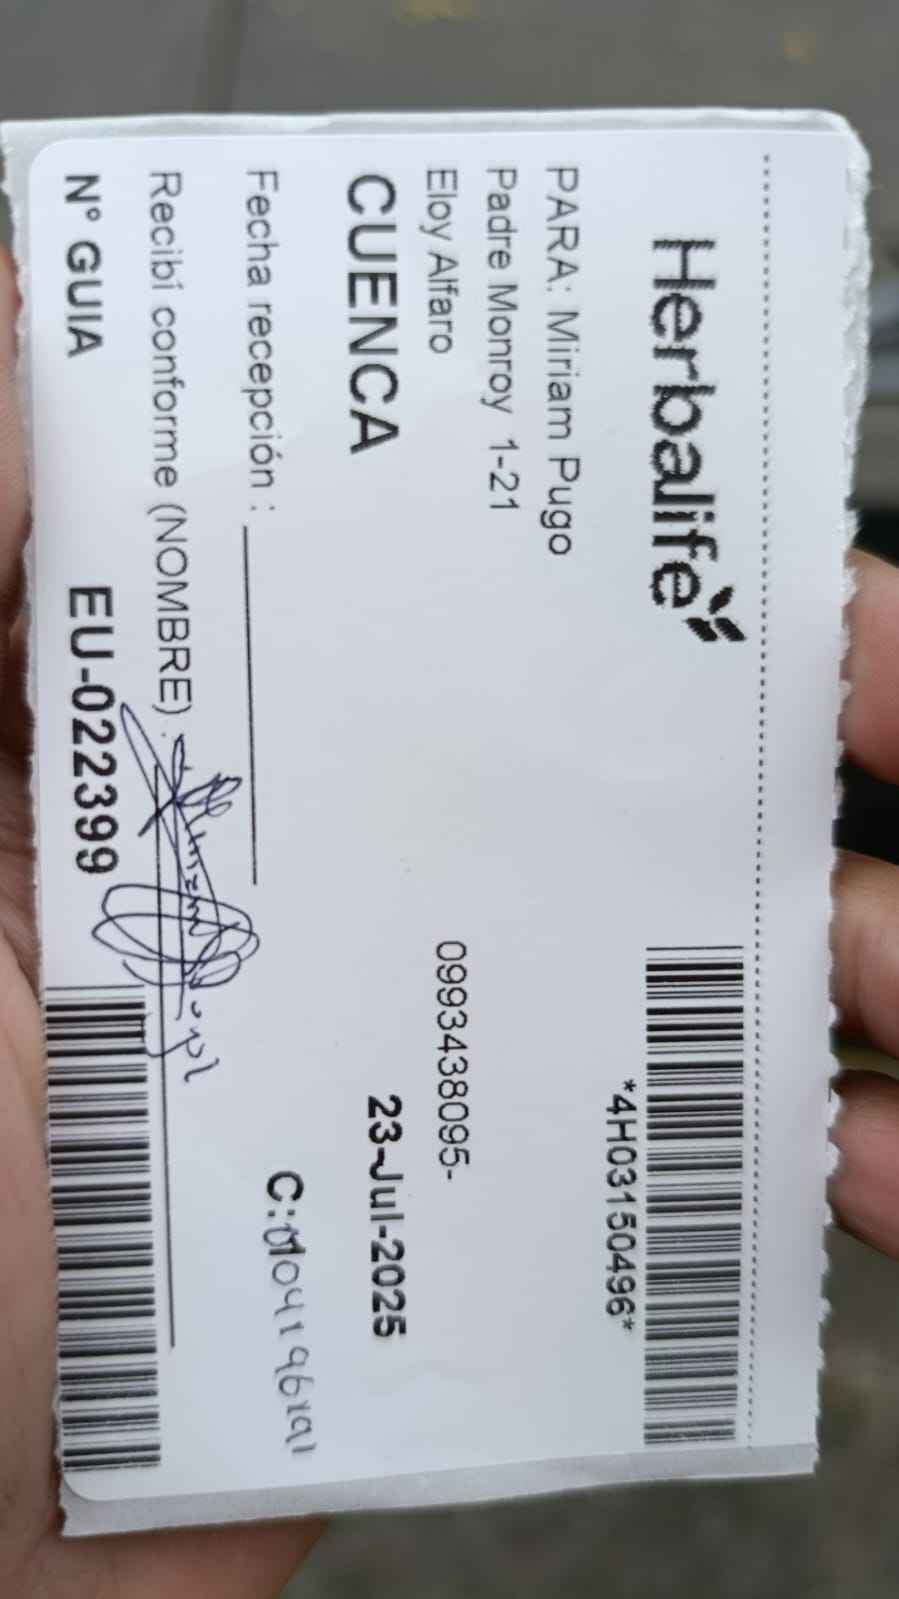 Herbalife
*4H03150496*
PARA: Miriam Pugo
Padre Monroy 1-21
Eloy Alfaro
0993438095-
CUENCA
23-Jul-2025
Fecha recepción :
C:
Recibí conforme (NOMBRE) :
N° GUIA EU-022399